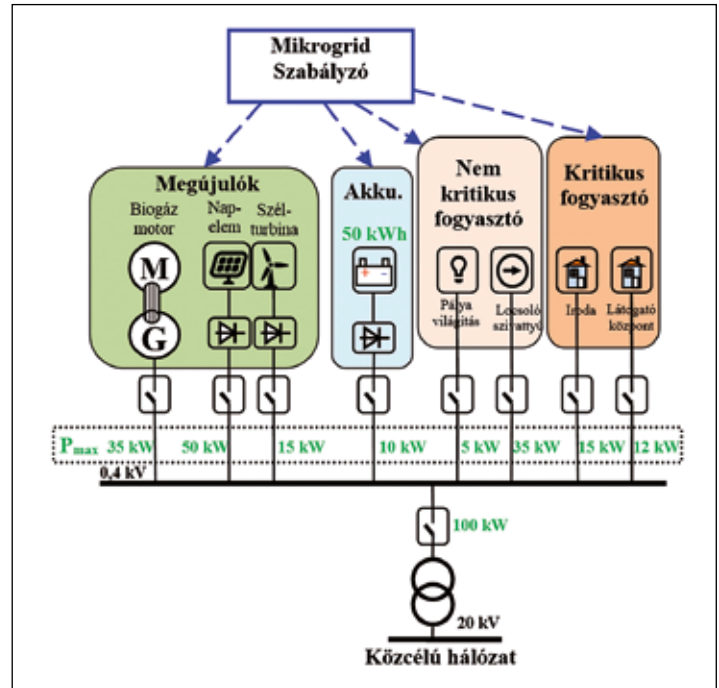 Mikrogrid
Szabályzó
Megújulók
Biogáz
motor
Nap-
elem
Szél-
turbina
M
G
Akku.
50 kWh
Nem
kritikus
fogyasztó
Pálya
világítás
Locsoló
szivattyú
Kritikus
fogyasztó
Iroda
Látogató
központ
Pmax 35 kW 50 kW 15 kW 10 kW 5 kW 35 kW 15 kW 12 kW
0,4 kV
100 kW
20 kV
Közcélú hálózat